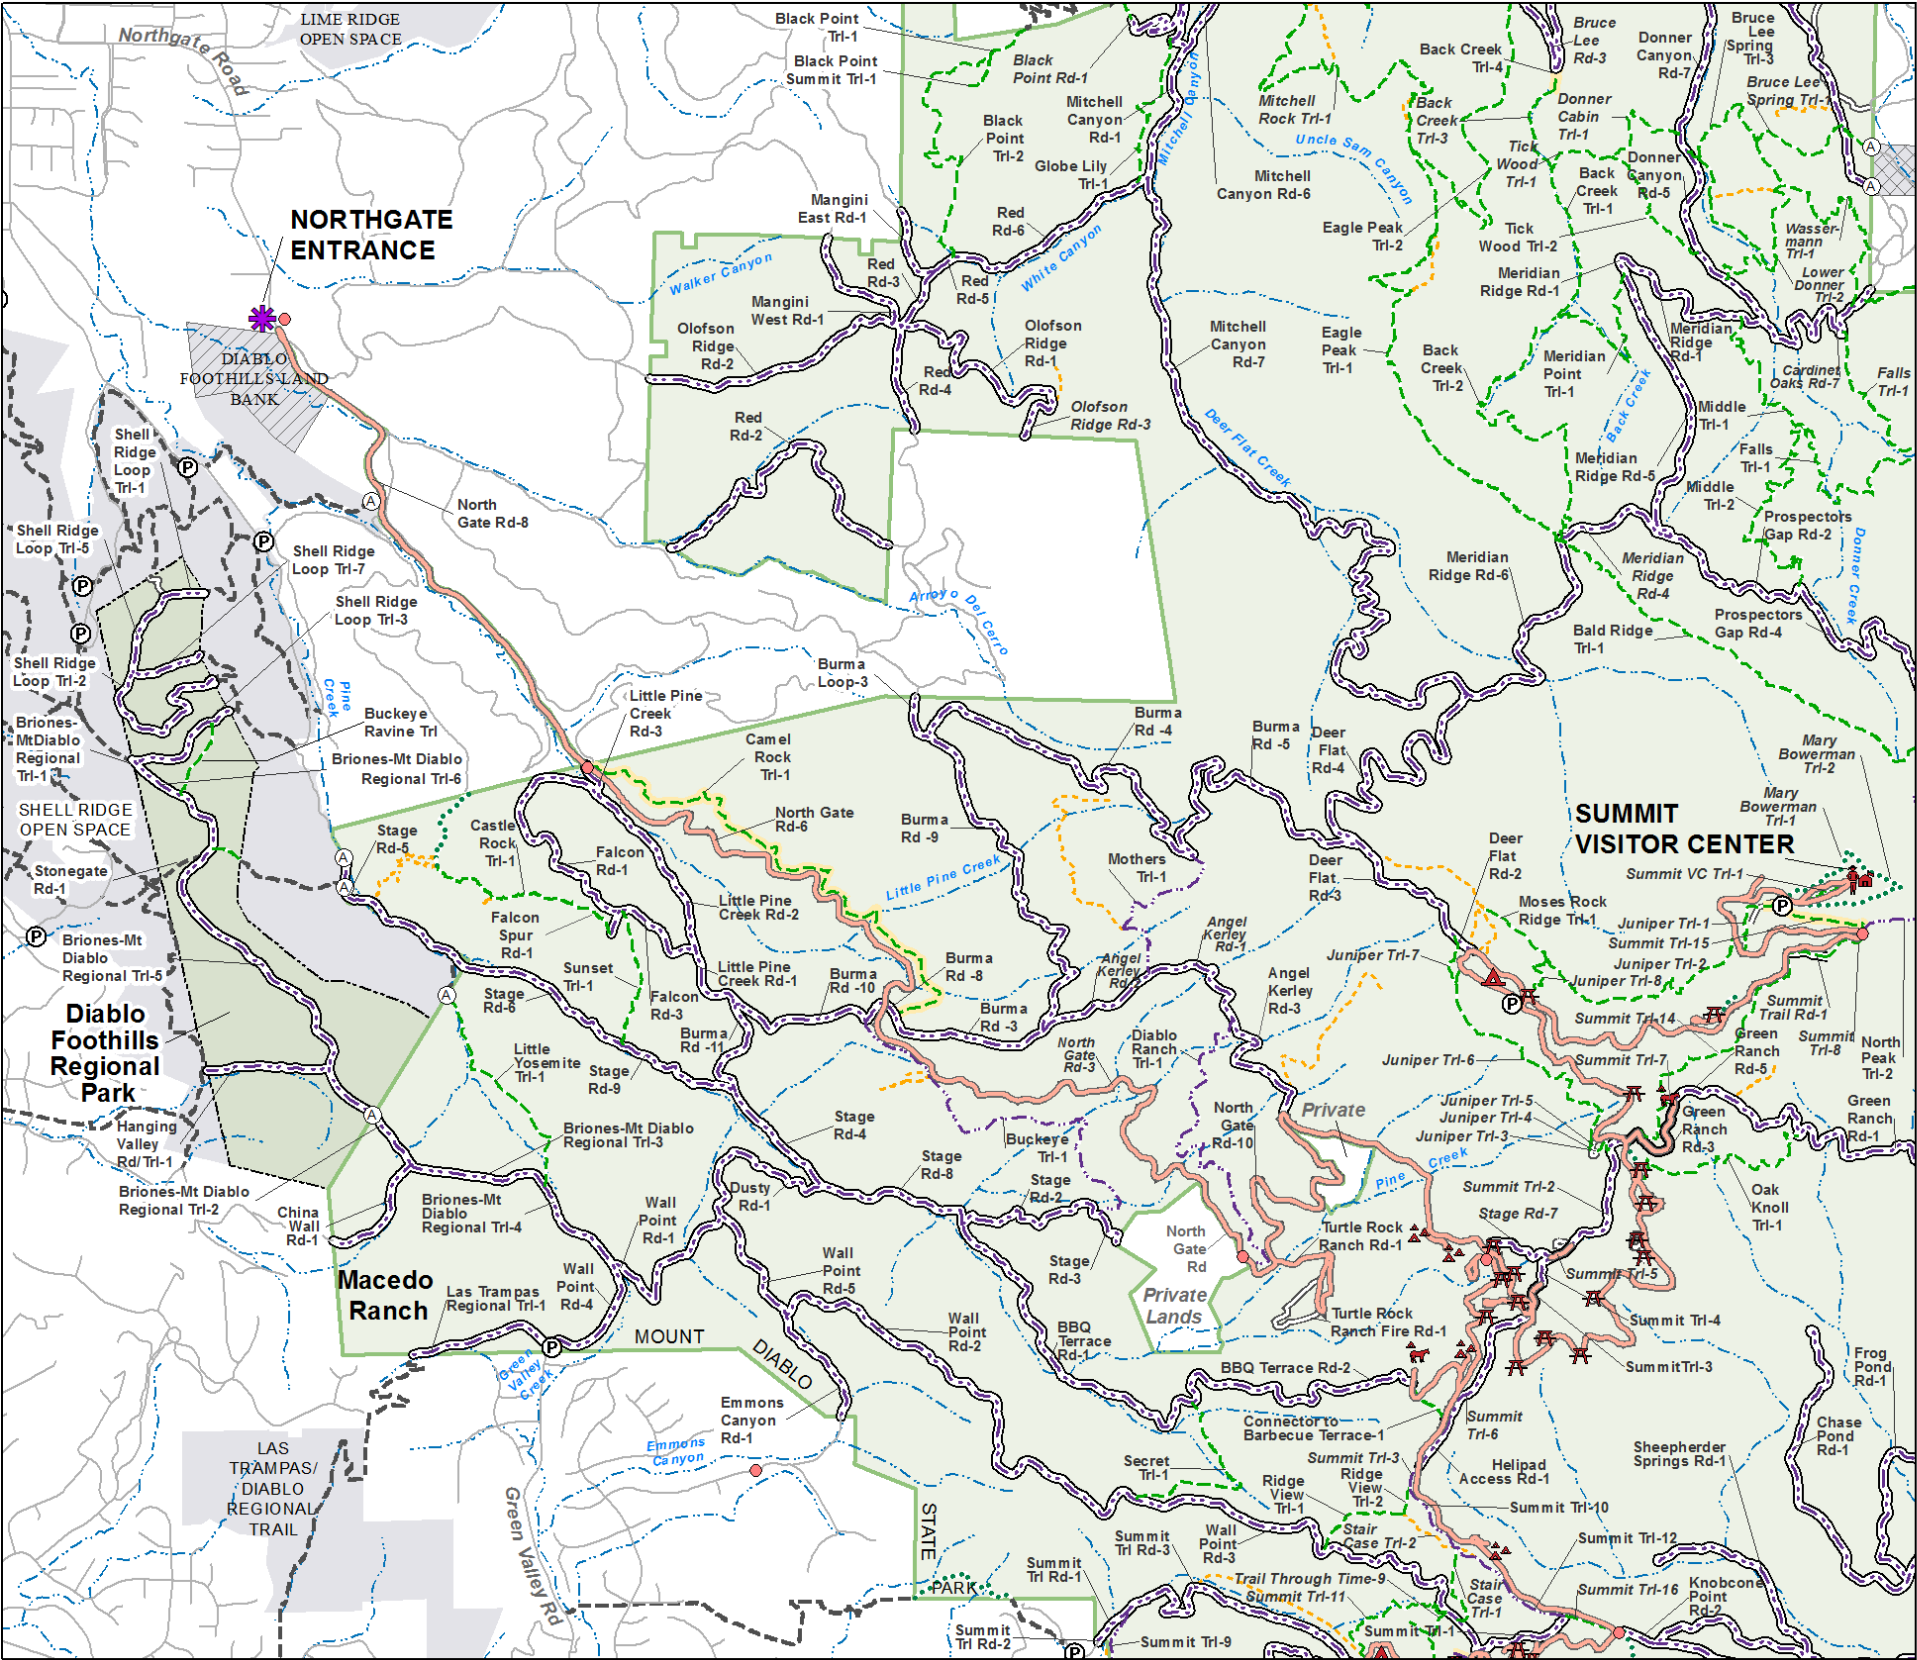 LIME RIDGE
OPEN SPACE
Northgate Road
Black Point
Trl-1
Black Point
Summit Trl-1
Black
Point Rd-1
Mitchell
Canyon
Rd-1
Black
Point
Trl-2
Globe Lily
Trl-1
Mitchell Canyon
Mitchell
Rock Trl-1
Uncle Sam Canyon
Mitchell
Canyon Rd-6
Back Creek
Trl-4
Bruce
Lee
Rd-3
Donner
Canyon
Rd-7
Bruce
Lee
Spring
Trl-3
Bruce Lee
Spring Trl-1
Back
Creek
Trl-3
Donner
Cabin
Trl-1
Tick
Wood
Trl-1
Donner
Canyon
Rd-5
Back
Creek
Trl-1
Eagle Peak
Trl-2
Tick
Wood Trl-2
Meridian
Ridge Rd-1
Wasser-
mann
Trl-1
Lower
Donner
Trl-2
A
A
NORTHGATE
ENTRANCE
Mangini
East Rd-1
Red
Rd-6
Walker Canyon
Red
Rd-3
Red
Rd-5
White Canyon
Mangini
West Rd-1
Olofson
Ridge
Rd-2
Olofson
Ridge
Rd-1
Red
Rd-4
Olofson
Ridge Rd-3
Red
Rd-2
Mitchell
Canyon
Rd-7
Eagle
Peak
Trl-1
Back
Creek
Trl-2
Meridian
Point
Trl-1
Meridian
Ridge
Rd-1
Cardinet
Oaks Rd-7
Falls
Trl-1
Back Creek
Middle
Trl-1
Falls
Trl-1
Meridian
Ridge Rd-5
Middle
Trl-2
Prospectors
Gap Rd-2
Deer Flat Creek
Donner Creek
DIABLO
FOOTHILLS LAND
BANK
Shell
Ridge
Loop
Trl-1
P
A
North
Gate Rd-8
Shell Ridge
Loop Trl-5
P
Shell Ridge
Loop Trl-7
P
Shell Ridge
Loop Trl-3
P
Shell Ridge
Loop Trl-2
Pine
Creek
Briones-
MtDiablo
Regional
Trl-1
Buckeye
Ravine Trl
Briones-Mt Diablo
Regional Trl-6
SHELL RIDGE
OPEN SPACE
Arroyo Del Cerro
Meridian
Ridge Rd-6
Meridian
Ridge
Rd-4
Bald Ridge
Trl-1
Prospectors
Gap Rd-4
Burma
Loop-3
Little Pine
Creek
Rd-3
Burma
Rd -4
Burma
Rd -5
Deer
Flat
Rd-4
Mary
Bowerman
Trl-2
Mary
Bowerman
Trl-1
Camel
Rock
Trl-1
North Gate
Rd-6
SUMMIT
VISITOR CENTER
Summit VC Trl-1
Stage
Rd-5
A
A
Castle
Rock
Trl-1
Falcon
Rd-1
Burma
Rd -9
Mothers
Trl-1
Little Pine Creek
Deer
Flat
Rd-3
Deer
Flat
Rd-2
Moses Rock
Ridge Trl-1
P
Juniper Trl-1
Summit Trl-15
Juniper Trl-2
Juniper Trl-8
Juniper Trl-7
P
Stonegate
Rd-1
P
Little Pine
Creek Rd-2
Falcon
Spur
Rd-1
Angel
Kerley
Rd-1
Briones-Mt
Diablo
Regional Trl-5
Little Pine
Creek Rd-1
Burma
Rd -10
Burma
Rd -8
Angel
Kerley
Rd-2
Angel
Kerley
Rd-3
Sunset
Trl-1
Falcon
Rd-3
Stage
Rd-6
A
Burma
Rd -3
Burma
Rd -11
Summit Trl-14
Summit
Trail Rd-1
Summit
Trl-8
North
Peak
Trl-2
Diablo
Foothills
Regional
Park
Little
Yosemite
Trl-1
Stage
Rd-9
North
Gate
Rd-3
Diablo
Ranch
Trl-1
Juniper Trl-6
Summit Trl-7
Green
Ranch
Rd-5
Juniper Trl-5
Juniper Trl-4
Juniper Trl-3
Green
Ranch
Rd-3
Green
Ranch
Rd-1
A
Hanging
Valley
Rd/Trl-1
Briones-Mt Diablo
Regional Trl-3
Stage
Rd-4
Buckeye
Trl-1
North
Gate
Rd-10
Private
Pine Creek
Stage
Rd-8
Stage
Rd-2
Dusty
Rd-1
Briones-Mt Diablo
Regional Trl-2
Briones-Mt
Diablo
Regional Trl-4
China
Wall
Rd-1
Wall
Point
Rd-1
Summit Trl-2
Stage Rd-7
Oak
Knoll
Trl-1
Stage
Rd-3
North
Gate
Rd
Turtle Rock
Ranch Rd-1
Summit Trl-5
Macedo
Ranch
Las Trampas
Regional Trl-1
Wall
Point
Rd-4
Wall
Point
Rd-5
Private
Lands
Turtle Rock
Ranch Fire Rd-1
Summit Trl-4
P
MOUNT
DIABLO
Wall
Point
Rd-2
BBQ
Terrace
Rd-1
BBQ Terrace Rd-2
SummitTrl-3
Frog
Pond
Rd-1
Green
Valley
Creek
Emmons
Canyon
Rd-1
Emmons
Canyon
Connector to
Barbecue Terrace-1
Summit
Trl-6
Chase
Pond
Rd-1
LAS
TRAMPAS/
DIABLO
REGIONAL
TRAIL
Green Valley Rd
Secret
Trl-1
Summit Trl-3
Ridge
View
Trl-1
Ridge
View
Trl-2
Helipad
Access Rd-1
Sheepherder
Springs Rd-1
Summit Trl-10
STATE
PARK
Summit
Trl Rd-3
Wall
Point
Rd-3
Stair
Case Trl-2
Summit Trl-12
Summit
Trl Rd-1
Trail Through Time-9
Summit Trl-11
Stair
Case
Trl-1
Summit Trl-16
Knobcone
Point
Rd-2
Summit
Trl Rd-2
P
Summit Trl-9
Summit Trl-1